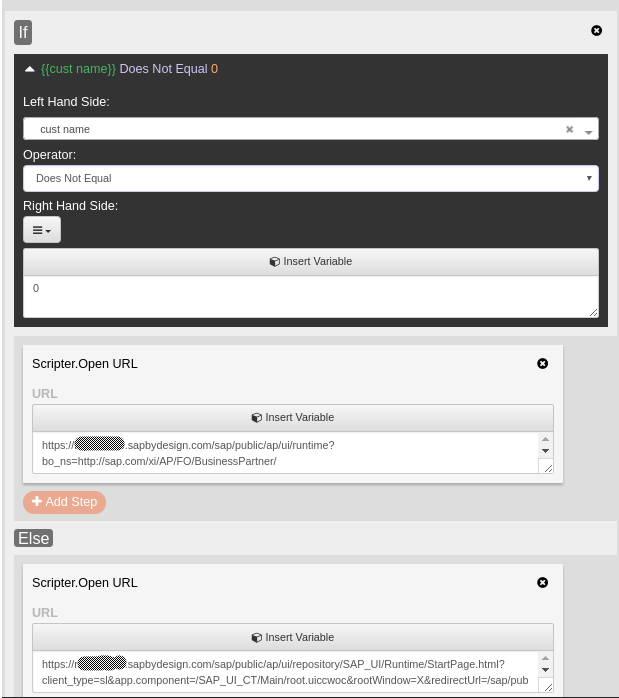 If
{{cust name}} Does Not Equal 0
Left Hand Side:
cust name
Operator:
Does Not Equal
Right Hand Side:
Insert Variable
0
Scripter.Open URL
URL
Insert Variable
https:// .sapbydesign.com/sap/public/ap/ui/runtime?
bo_ns=http://sap.com/xi/AP/FO/BusinessPartner/
Add Step
Else
Scripter.Open URL
URL
Insert Variable
https:// .sapbydesign.com/sap/public/ap/ui/repository/SAP_UI/Runtime/StartPage.html?
client_type=sl&app.component=/SAP_UI_CT/Main/root.uiccwoc&rootWindow=X&redirectUrl=/sap/pub